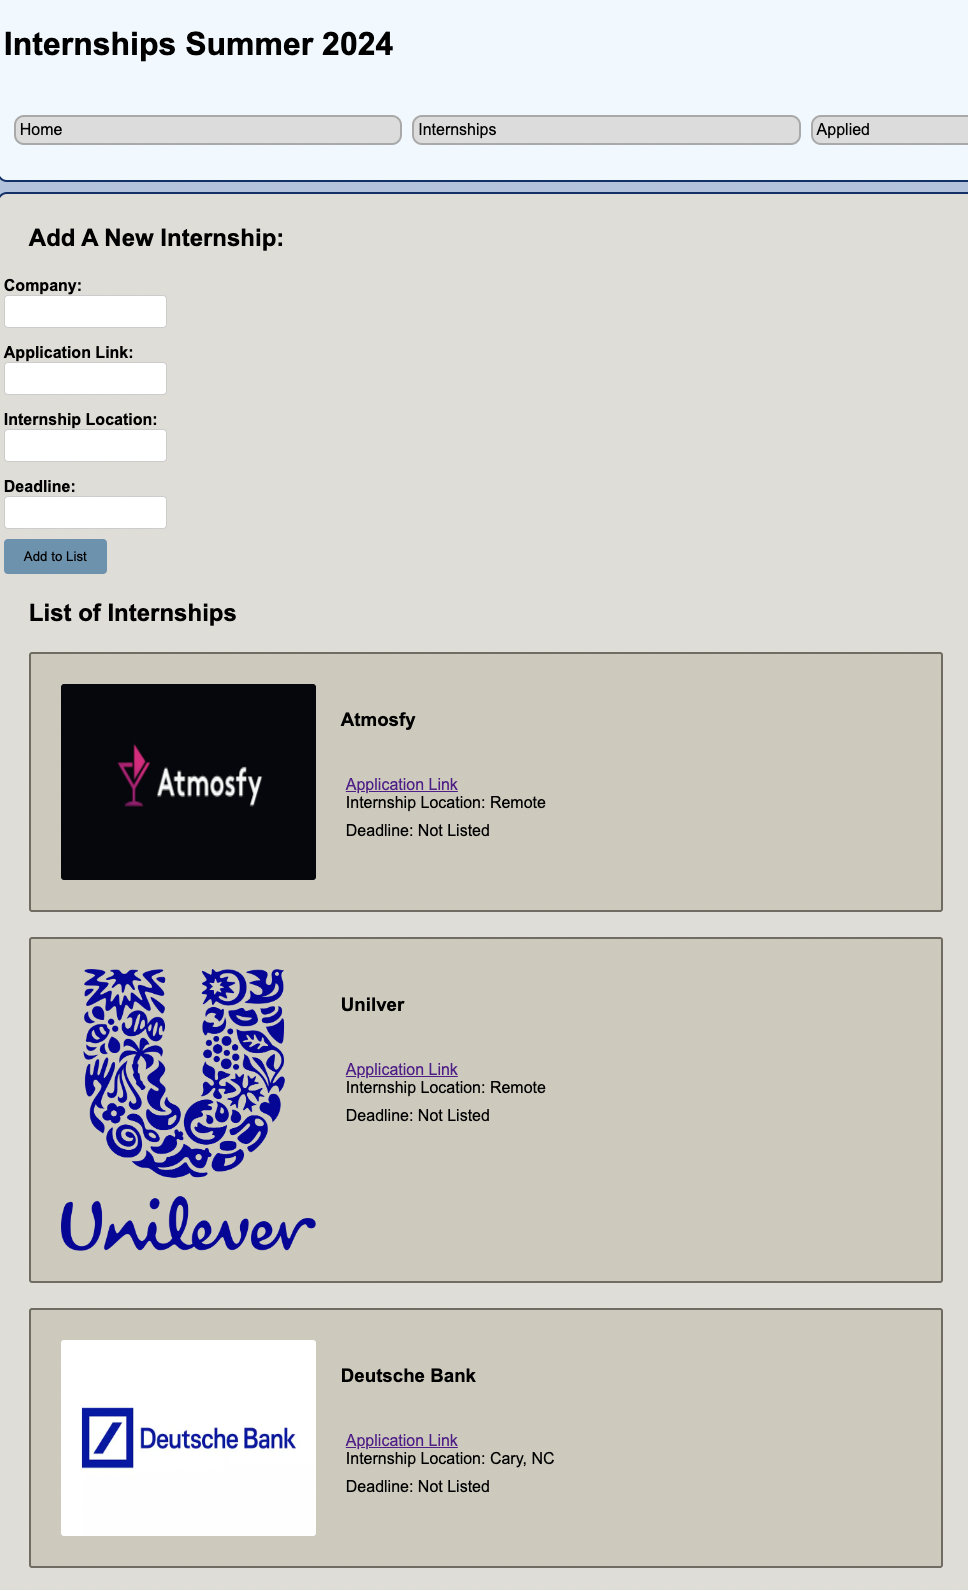 Internships Summer 2024
Home
Internships
Applied
Add A New Internship:
Company:
Application Link:
Internship Location:
Deadline:
Add to List
List of Internships
Atmosfy
Atmosfy
Application Link
Internship Location: Remote
Deadline: Not Listed
Unilever
Unilver
Application Link
Internship Location: Remote
Deadline: Not Listed
Deutsche Bank
Deutsche Bank
Application Link
Internship Location: Cary, NC
Deadline: Not Listed